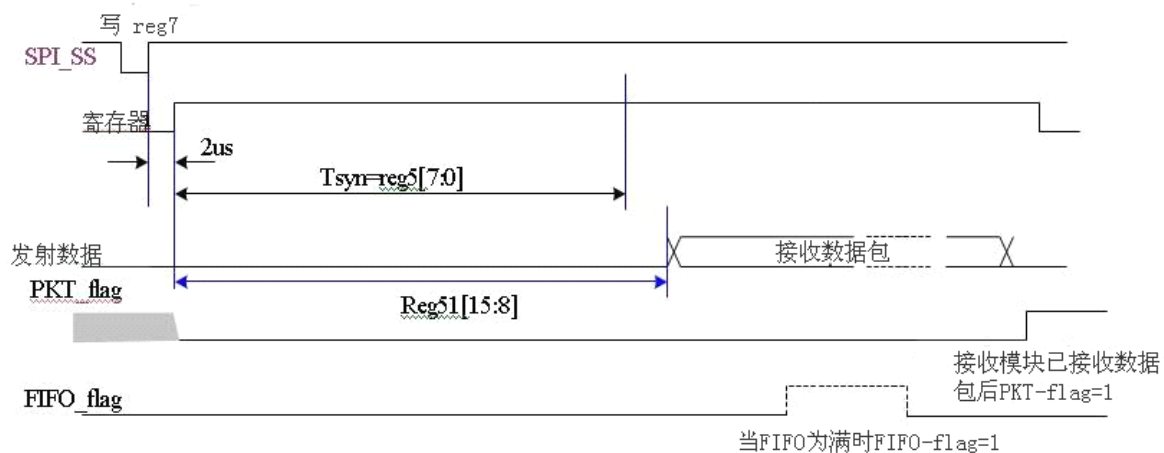 写 reg7
SPI_SS
寄存器
2us
Tsyn=reg5[7:0]
发射数据
接收数据包
PKT_flag
Reg51[15:8]
接收模块已接收数据
包后PKT-flag=1
FIFO_flag
当FIFO为满时FIFO-flag=1